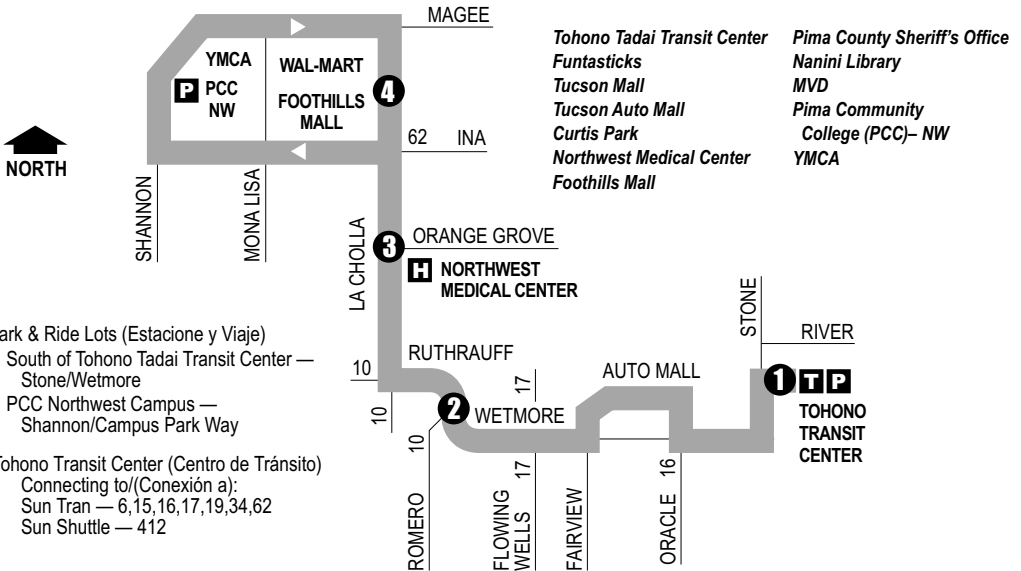 MAGEE
YMCA
P PCC
NW
WAL-MART
FOOTHILLS
MALL
4
62 INA
NORTH
SHANNON
MONA LISA
LA CHOLLA
3
ORANGE GROVE
H NORTHWEST
MEDICAL CENTER
Tohono Tadai Transit Center
Funtasticks
Tucson Mall
Tucson Auto Mall
Curtis Park
Northwest Medical Center
Foothills Mall
Pima County Sheriff's Office
Nanini Library
MVD
Pima Community
College (PCC)– NW
YMCA
STONE
RIVER
10
RUTHRAUFF
10
2
WETMORE
17
AUTO MALL
1 T P
TOHONO
TRANSIT
CENTER
10
ROMERO
17
FLOWING
WELLS
FAIRVIEW
16
ORACLE
ark & Ride Lots (Estacione y Viaje)
South of Tohono Tadai Transit Center —
Stone/Wetmore
PCC Northwest Campus —
Shannon/Campus Park Way
Tohono Transit Center (Centro de Tránsito)
Connecting to/(Conexión a):
Sun Tran — 6,15,16,17,19,34,62
Sun Shuttle — 412